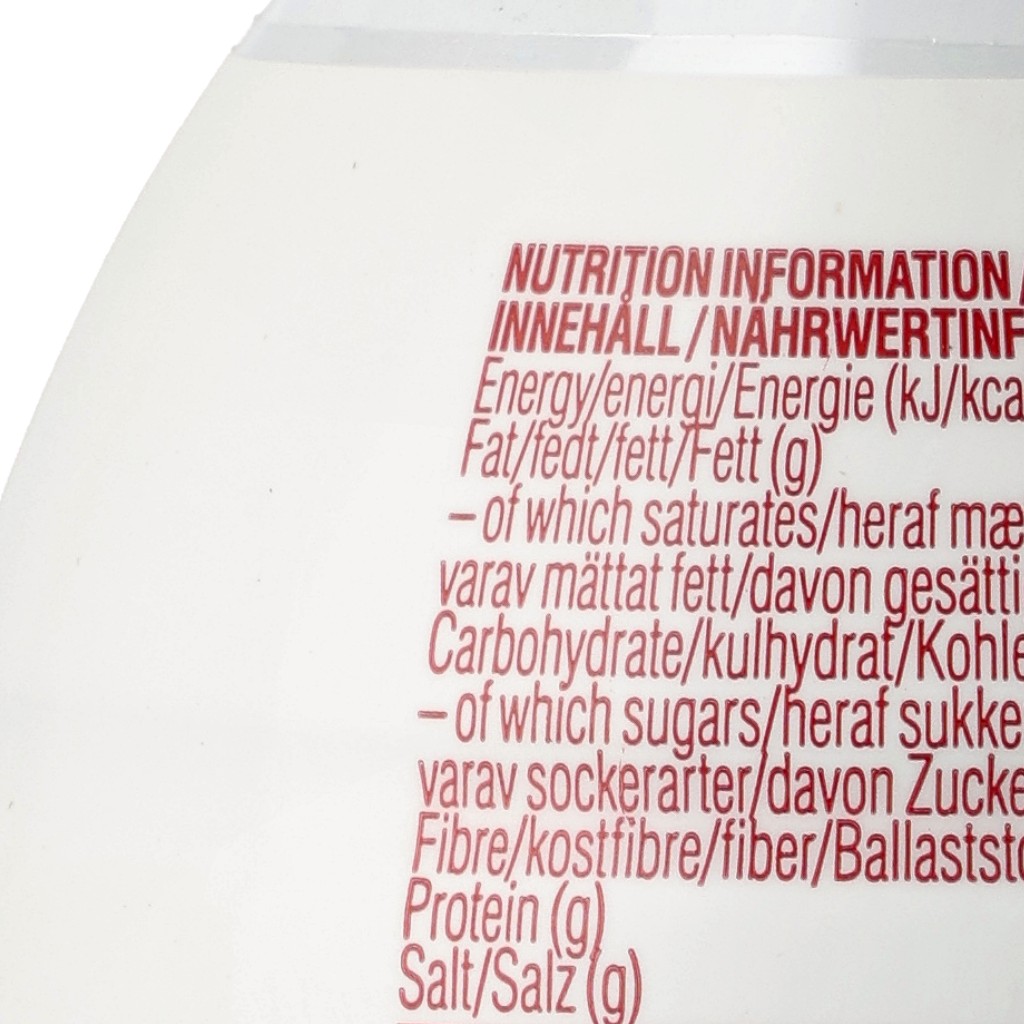 NUTRITION INFORMATION /
INNEHÅLL / NÄHRWERTINF
Energy/energi/Energie (kJ/kca
Fat/fedt/fett/Fett (g)
– of which saturates/heraf mæ
varav mättat fett/davon gesätti
Carbohydrate/kulhydrat/Kohle
– of which sugars/heraf sukke
varav sockerarter/davon Zucke
Fibre/kostfibre/fiber/Ballaststo
Protein (g)
Salt/Salz (g)